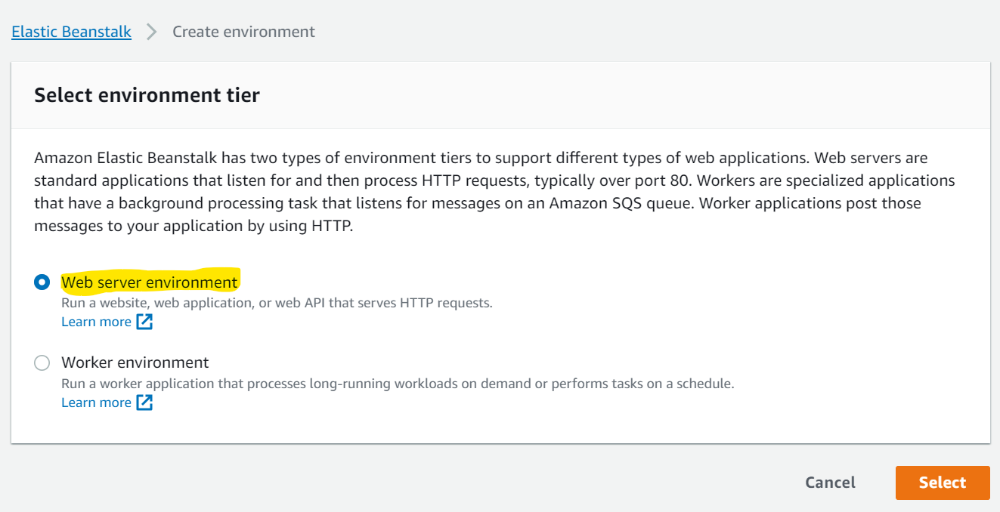 Elastic Beanstalk > Create environment
Select environment tier
Amazon Elastic Beanstalk has two types of environment tiers to support different types of web applications. Web servers are
standard applications that listen for and then process HTTP requests, typically over port 80. Workers are specialized applications
that have a background processing task that listens for messages on an Amazon SQS queue. Worker applications post those
messages to your application by using HTTP.
Web server environment
Run a website, web application, or web API that serves HTTP requests.
Learn more
Worker environment
Run a worker application that processes long-running workloads on demand or performs tasks on a schedule.
Learn more
Cancel Select